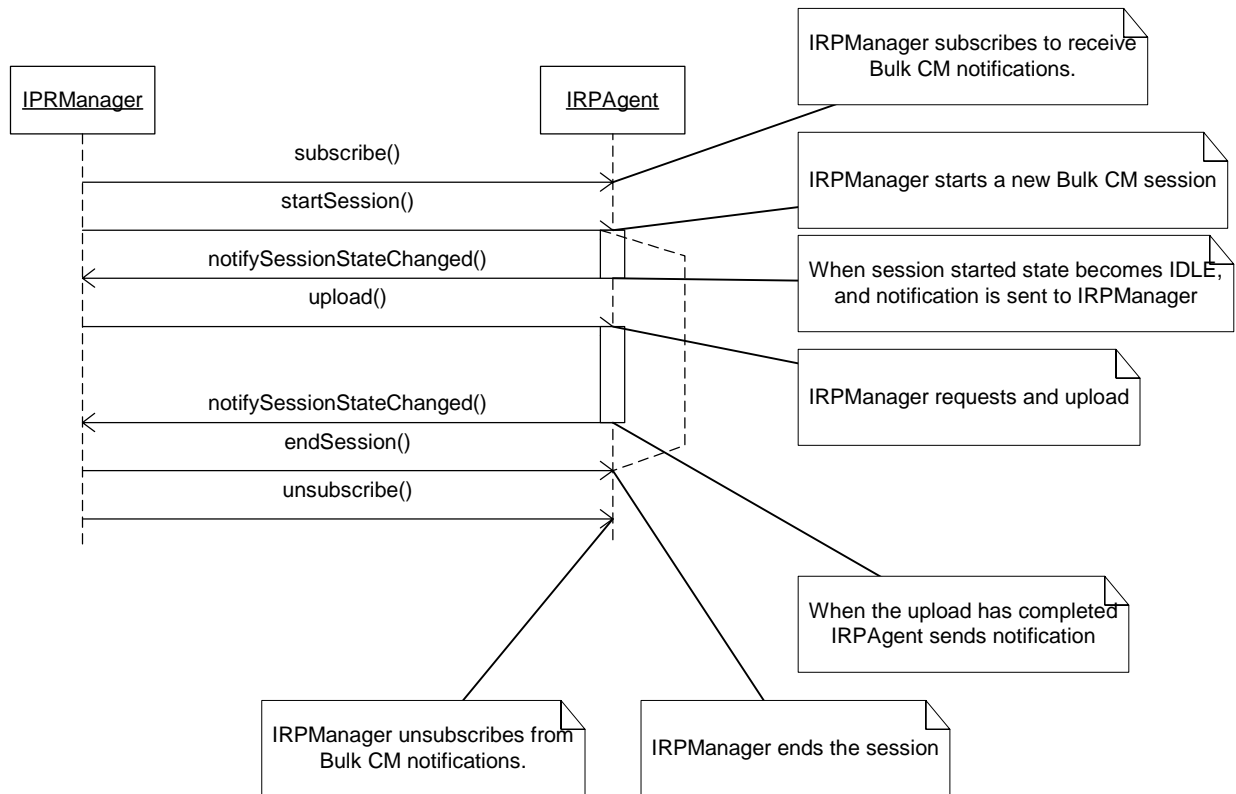 IRPManager subscribes to receive
Bulk CM notifications.
IPRManager
IRPAgent
subscribe()
IRPManager starts a new Bulk CM session
startSession()
notifySessionStateChanged()
When session started state becomes IDLE,
and notification is sent to IRPManager
upload()
IRPManager requests and upload
notifySessionStateChanged()
endSession()
unsubscribe()
When the upload has completed
IRPAgent sends notification
IRPManager unsubscribes from
Bulk CM notifications.
IRPManager ends the session